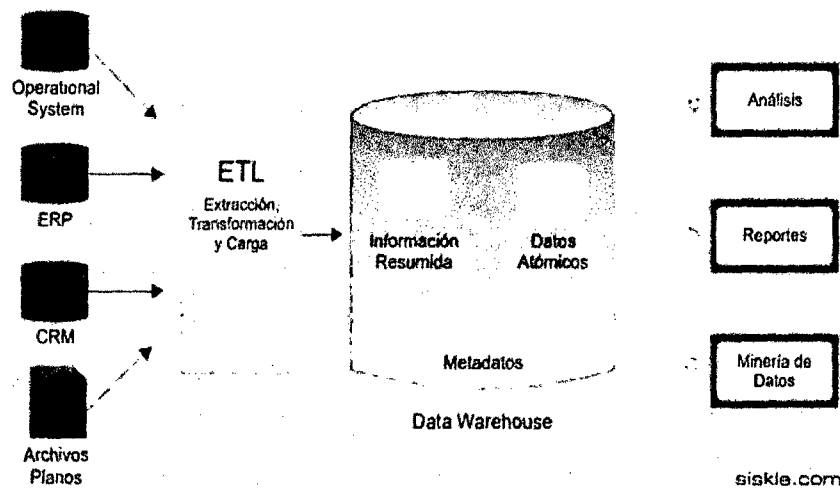 Operational
System
ERP
CRM
Archivos
Planos
ETL
Extracción,
Transformación
y Carga
Información
Resumida
Datos
Atómicos
Metadatos
Data Warehouse
Análisis
Reportes
Minería de
Datos
siskle.com